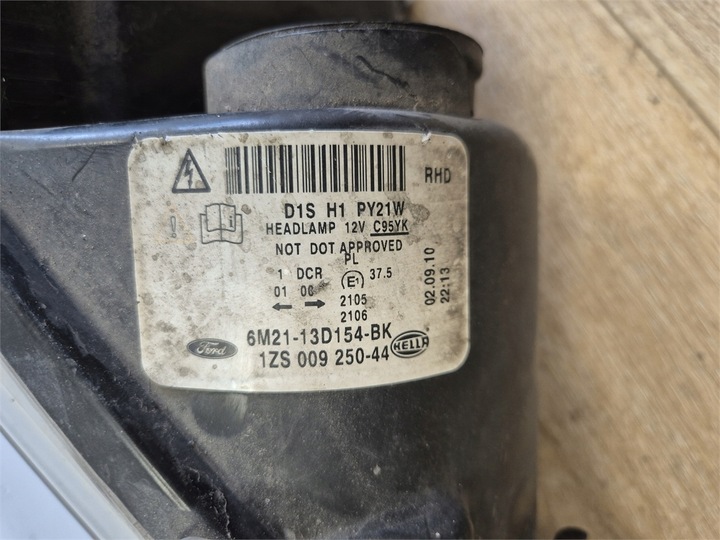 RHD
D1S H1 PY21W
HEADLAMP 12V C95YK
NOT DOT APPROVED
PL
1 DCR E1 37.5
01 00
2105
2106
02.09.10
22:13
6M21-13D154-BK
Ford
1ZS 009 250-44
HELLA